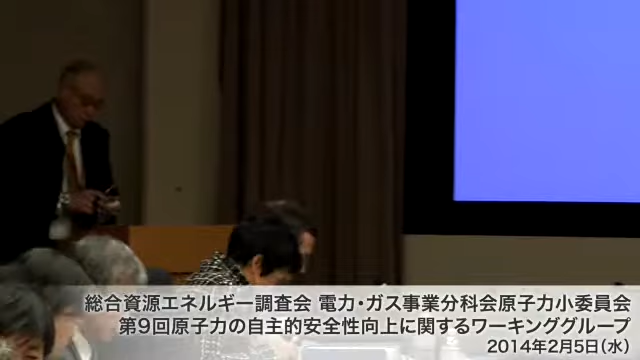 総合資源エネルギー調査会 電力・ガス事業分科会原子力小委員会
第9回原子力の自主的安全性向上に関するワーキンググループ
2014年2月5日（水）